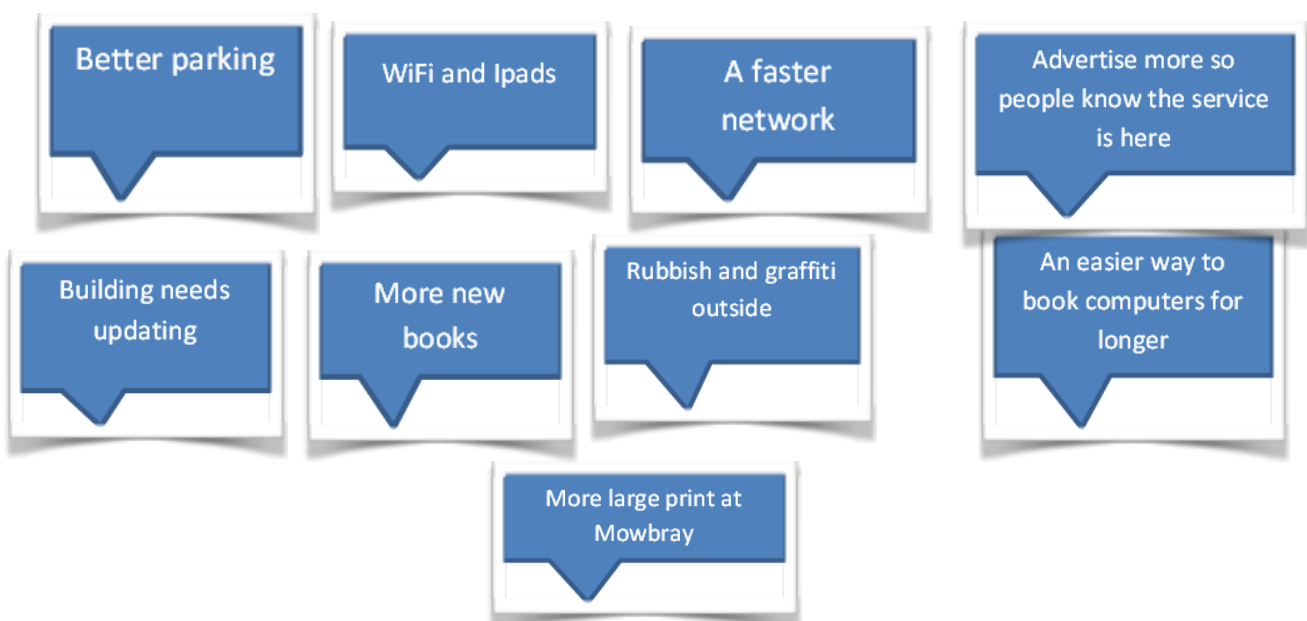 Better parking
WiFi and Ipads
A faster
network
Advertise more so
people know the service
is here
Building needs
updating
More new
books
Rubbish and graffiti
outside
An easier way to
book computers for
longer
More large print at
Mowbray